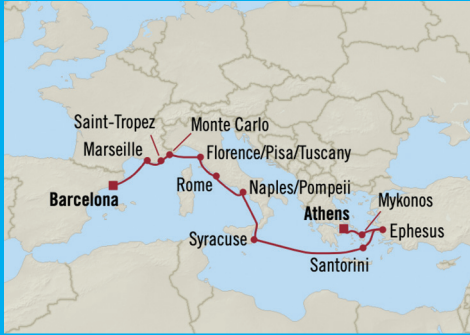 Saint-Tropez
Monte Carlo
Marseille
Florence/Pisa/Tuscany
Rome
Naples/Pompeii
Barcelona
Athens
Mykonos
Ephesus
Syracuse
Santorini